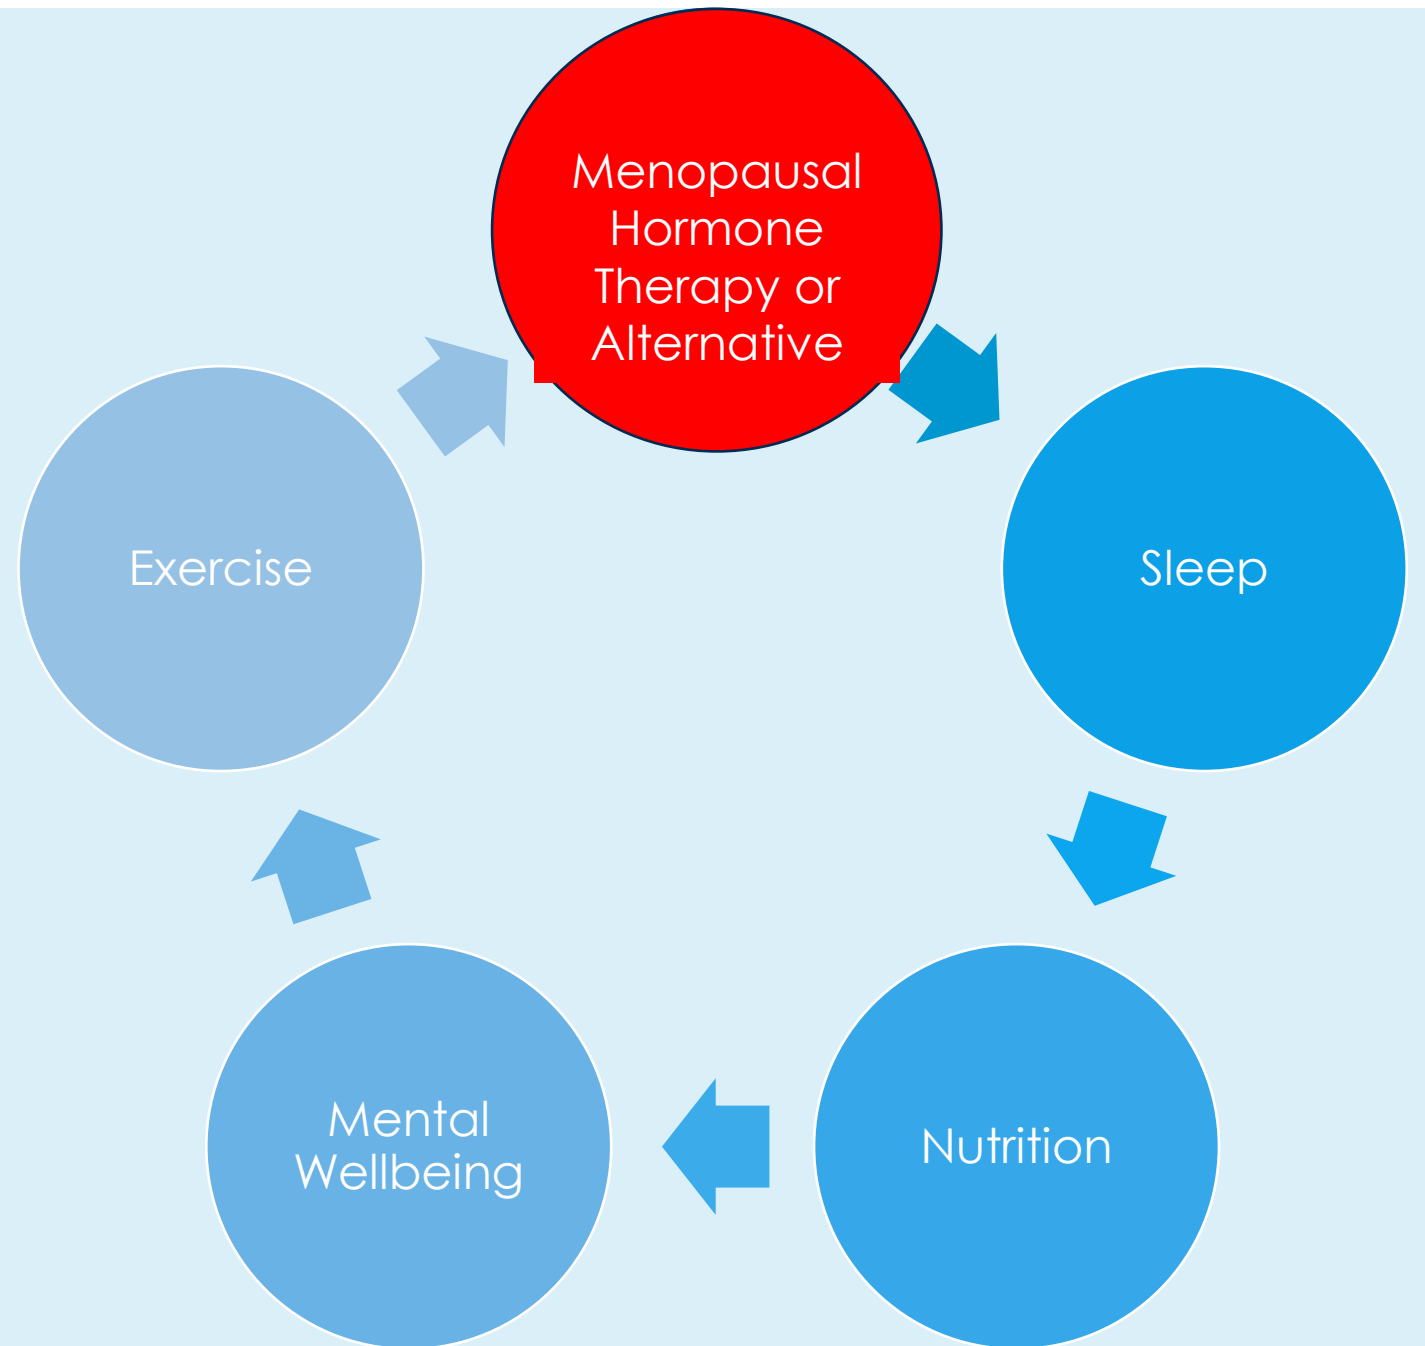 Menopausal
Hormone
Therapy or
Alternative
Exercise
Sleep
Mental
Wellbeing
Nutrition